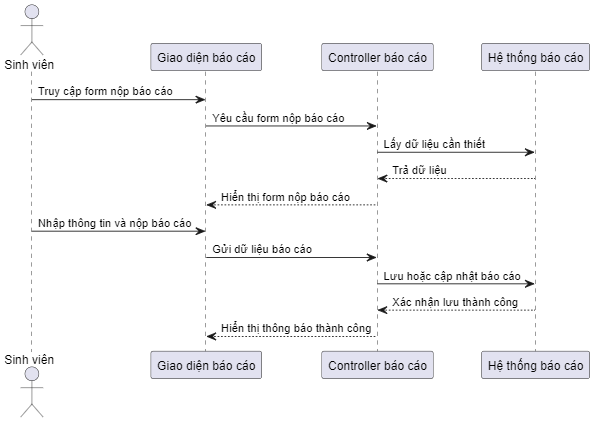 Sinh viên
Giao diện báo cáo
Controller báo cáo
Hệ thống báo cáo
Truy cập form nộp báo cáo
Yêu cầu form nộp báo cáo
Lấy dữ liệu cần thiết
Trả dữ liệu
Hiển thị form nộp báo cáo
Nhập thông tin và nộp báo cáo
Gửi dữ liệu báo cáo
Lưu hoặc cập nhật báo cáo
Xác nhận lưu thành công
Hiển thị thông báo thành công
Sinh viên
Giao diện báo cáo
Controller báo cáo
Hệ thống báo cáo